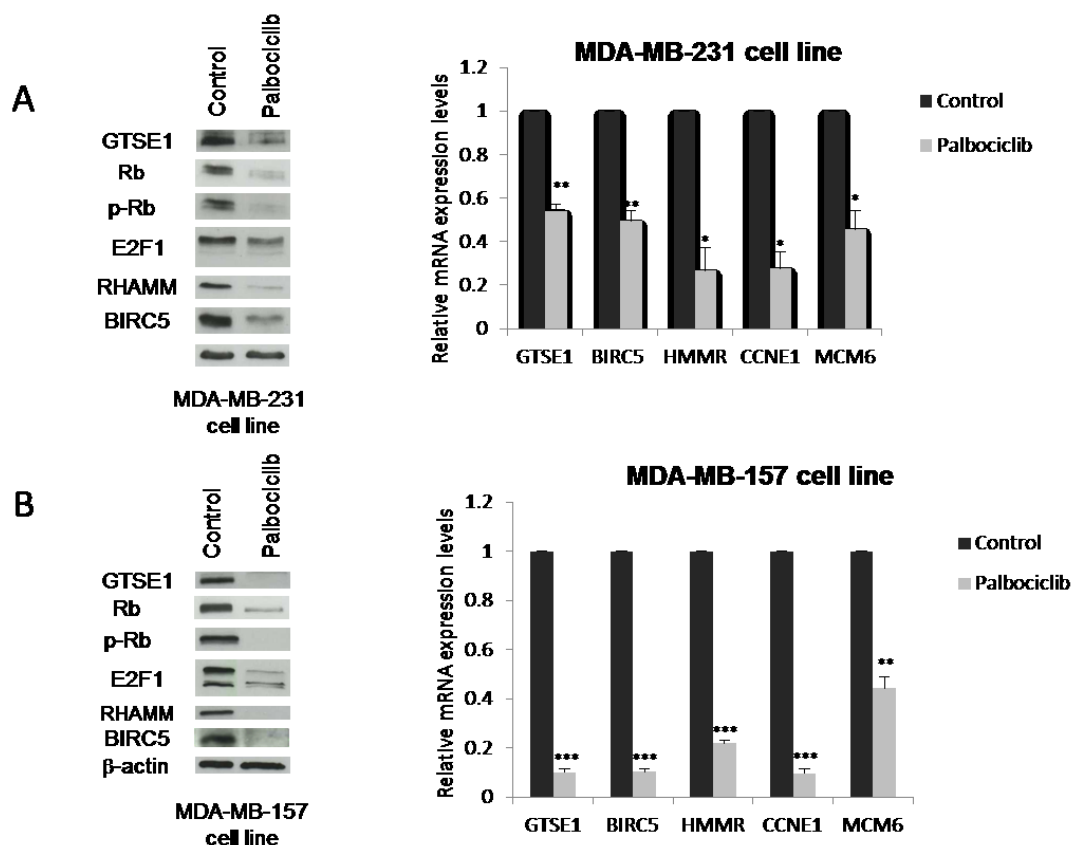 A
Control
Palbociclib
GTSE1
Rb
p-Rb
E2F1
RHAMM
BIRC5
MDA-MB-231
cell line
MDA-MB-231 cell line
Relative mRNA expression levels
1.2
1
0.8
0.6
0.4
0.2
0
** ** * * *
GTSE1 BIRC5 HMMR CCNE1 MCM6
Control
Palbociclib
B
Control
Palbociclib
GTSE1
Rb
p-Rb
E2F1
RHAMM
BIRC5
β-actin
MDA-MB-157
cell line
MDA-MB-157 cell line
Relative mRNA expression levels
1.2
1
0.8
0.6
0.4
0.2
0
*** *** *** *** **
GTSE1 BIRC5 HMMR CCNE1 MCM6
Control
Palbociclib